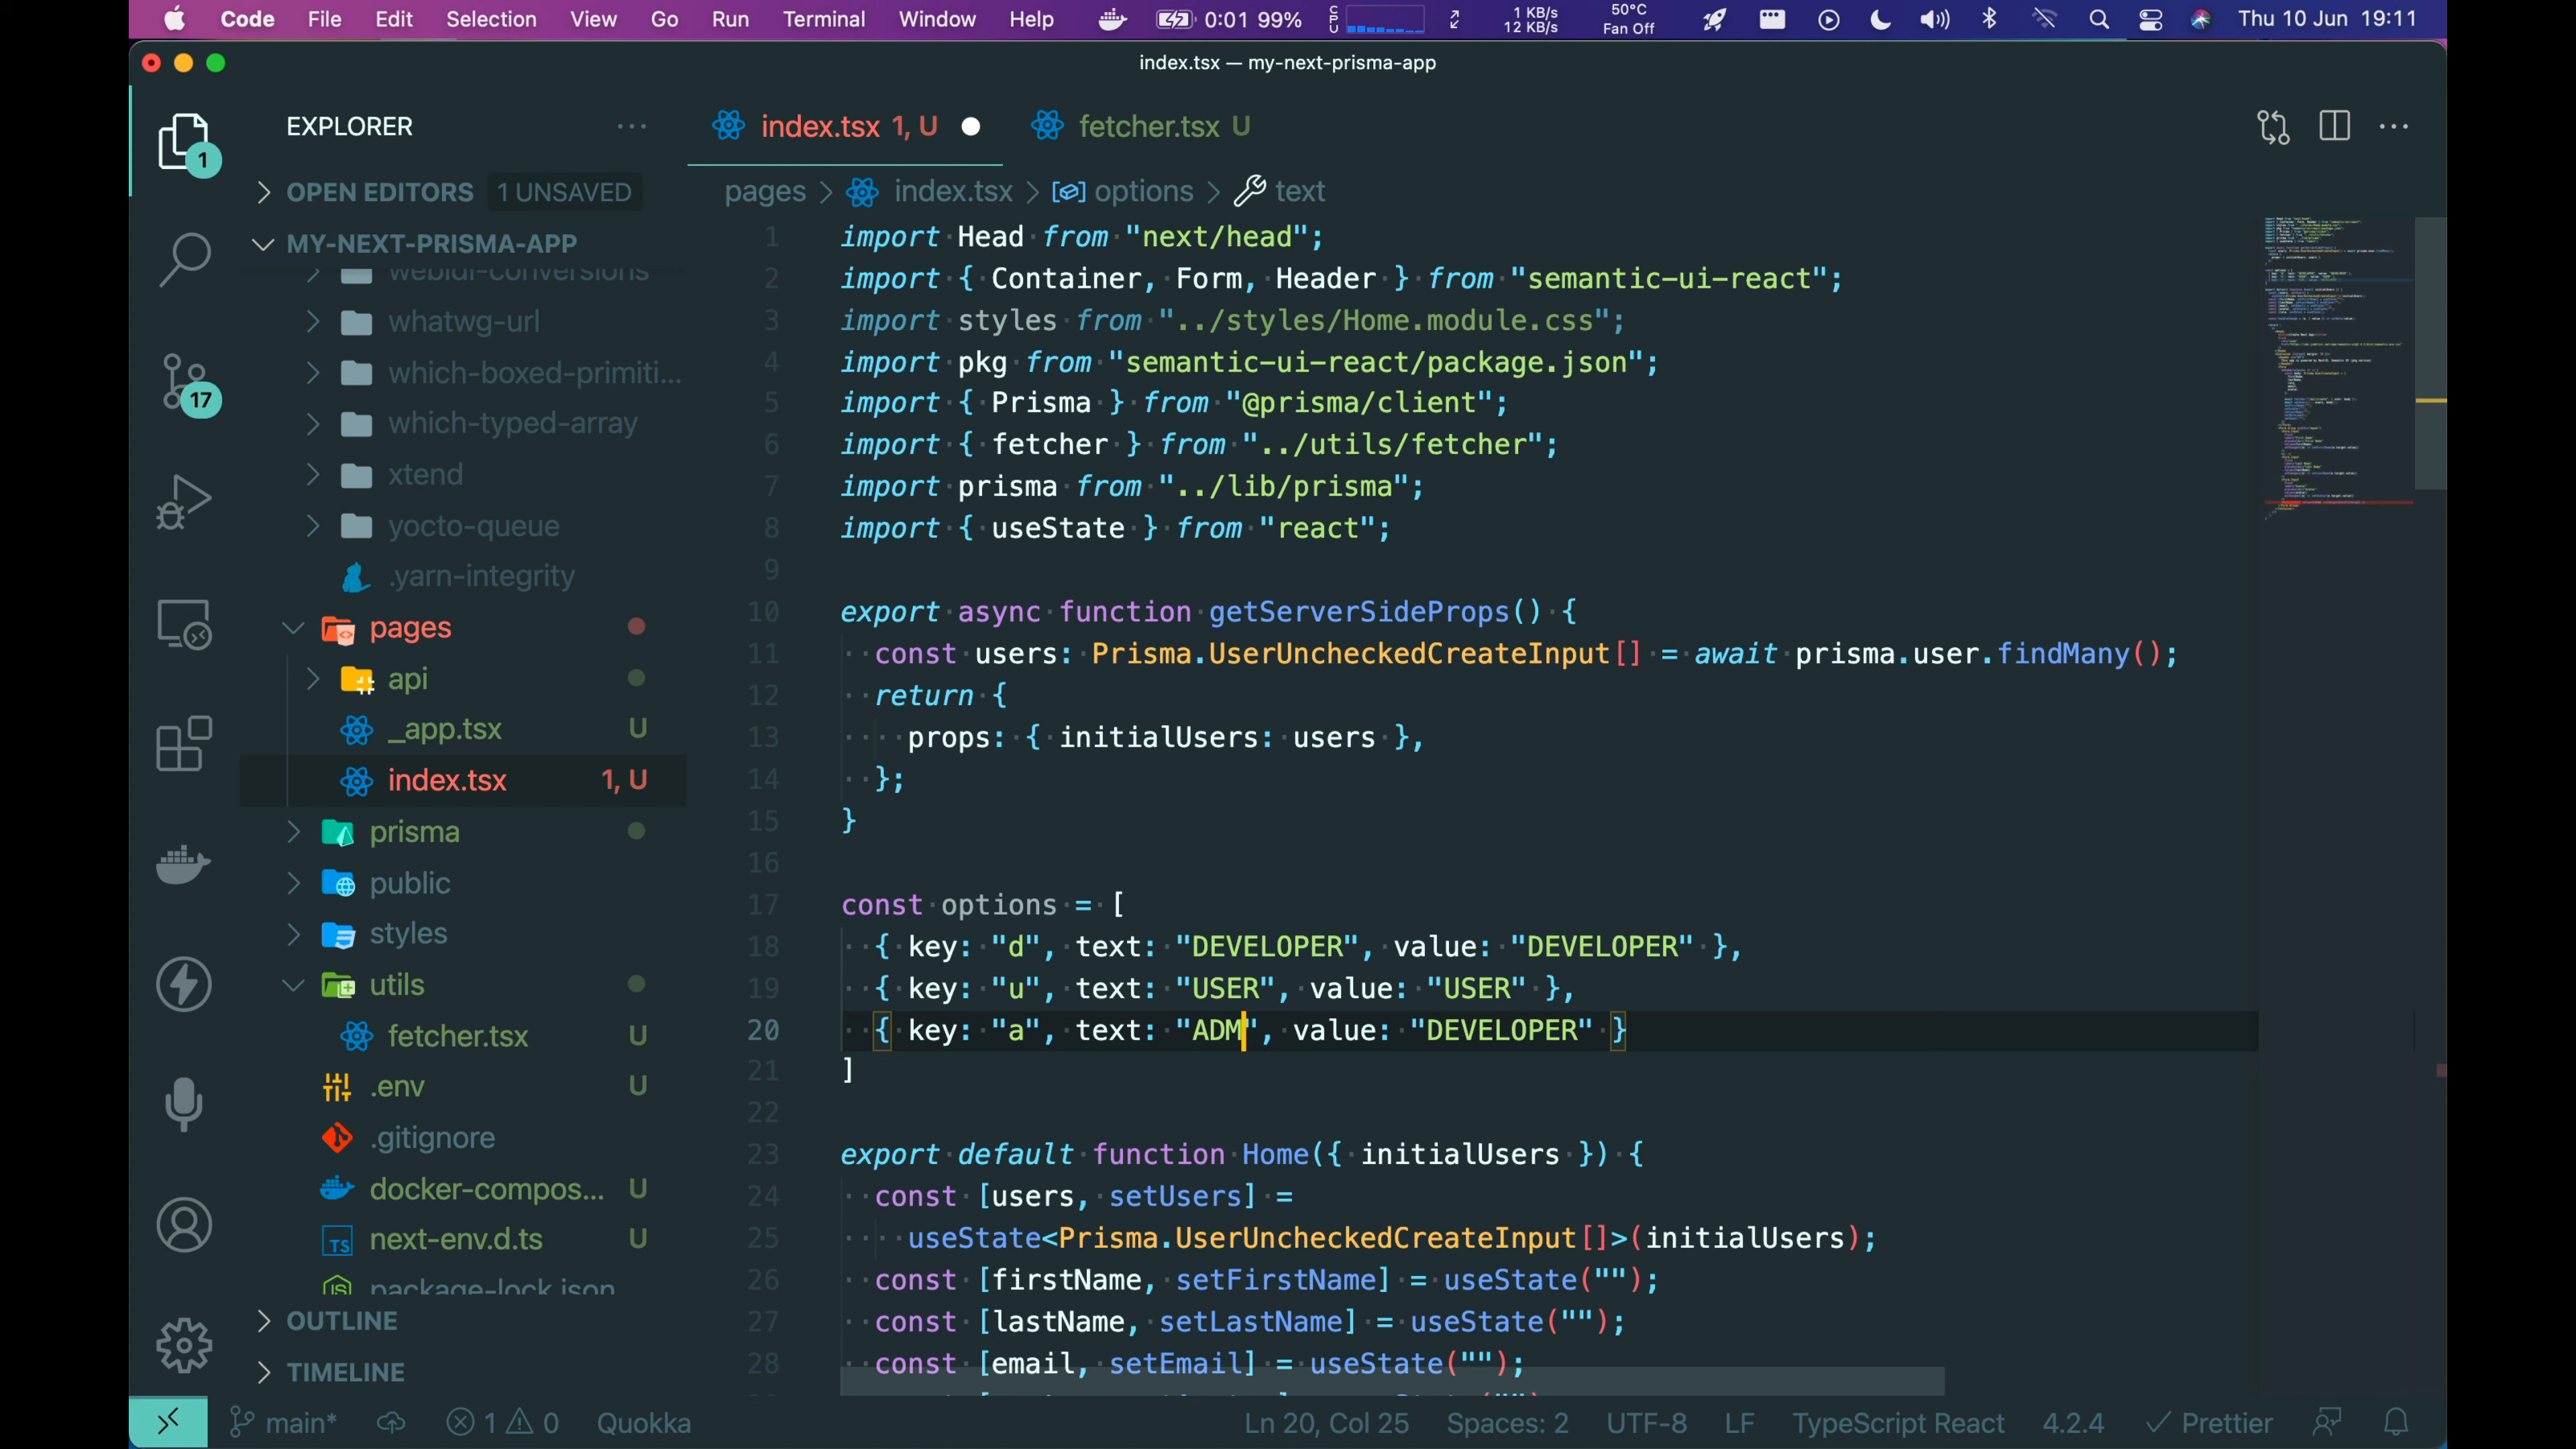 Code File Edit Selection View Go Run Terminal Window Help 0:01 99% CPU 1 KB/s 12 KB/s 50°C Fan Off Thu 10 Jun 19:11
index.tsx — my-next-prisma-app
EXPLORER
index.tsx 1, U
fetcher.tsx U
OPEN EDITORS 1 UNSAVED
pages > index.tsx > options > text
MY-NEXT-PRISMA-APP
webidl-conversions
whatwg-url
which-boxed-primiti...
which-typed-array
xtend
yocto-queue
.yarn-integrity
pages
api
_app.tsx U
index.tsx 1, U
prisma
public
styles
utils
fetcher.tsx U
.env U
.gitignore
docker-compos... U
next-env.d.ts U
package-lock.json
OUTLINE
TIMELINE
1
17
1 import Head from "next/head";
2 import { Container, Form, Header } from "semantic-ui-react";
3 import styles from "../styles/Home.module.css";
4 import pkg from "semantic-ui-react/package.json";
5 import { Prisma } from "@prisma/client";
6 import { fetcher } from "../utils/fetcher";
7 import prisma from "../lib/prisma";
8 import { useState } from "react";
9
10 export async function getServerSideProps() {
11 const users: Prisma.UserUncheckedCreateInput[] = await prisma.user.findMany();
12 return {
13 props: { initialUsers: users },
14 };
15 }
16
17 const options = [
18 { key: "d", text: "DEVELOPER", value: "DEVELOPER" },
19 { key: "u", text: "USER", value: "USER" },
20 { key: "a", text: "ADM", value: "DEVELOPER" }
21 ]
22
23 export default function Home({ initialUsers }) {
24 const [users, setUsers] =
25 useState<Prisma.UserUncheckedCreateInput[]>(initialUsers);
26 const [firstName, setFirstName] = useState("");
27 const [lastName, setLastName] = useState("");
28 const [email, setEmail] = useState("");
main* 1 0 Quokka Ln 20, Col 25 Spaces: 2 UTF-8 LF TypeScript React 4.2.4 Prettier